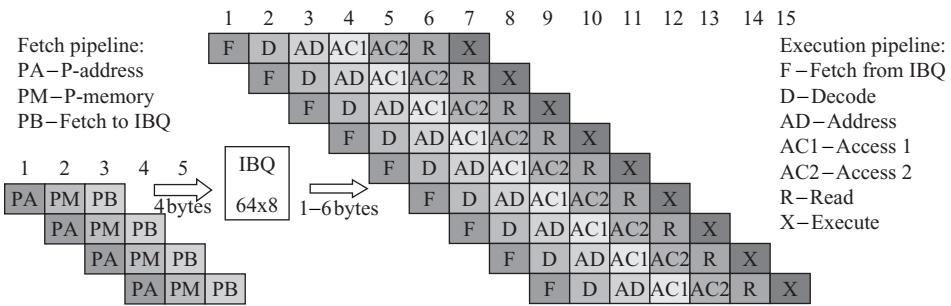 1 2 3 4 5 6 7 8 9 10 11 12 13 14 15
Fetch pipeline:
PA–P-address
PM–P-memory
PB–Fetch to IBQ
F D AD AC1 AC2 R X
F D AD AC1 AC2 R X
F D AD AC1 AC2 R X
F D AD AC1 AC2 R X
F D AD AC1 AC2 R X
F D AD AC1 AC2 R X
F D AD AC1 AC2 R X
F D AD AC1 AC2 R X
F D AD AC1 AC2 R X
Execution pipeline:
F–Fetch from IBQ
D–Decode
AD–Address
AC1–Access 1
AC2–Access 2
R–Read
X–Execute
1 2 3 4 5
PA PM PB
PA PM PB
PA PM PB
PA PM PB
4bytes
IBQ
64x8
1–6bytes